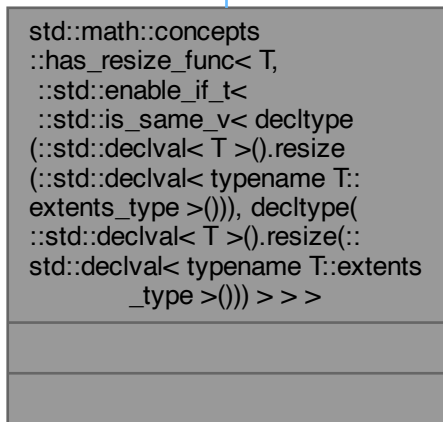 std::math::concepts
::has_resize_func< T,
::std::enable_if_t<
::std::is_same_v< decltype
(::std::declval< T >().resize
(::std::declval< typename T::
extents_type >())), decltype(
::std::declval< T >().resize(::
std::declval< typename T::extents
_type >())) > > >